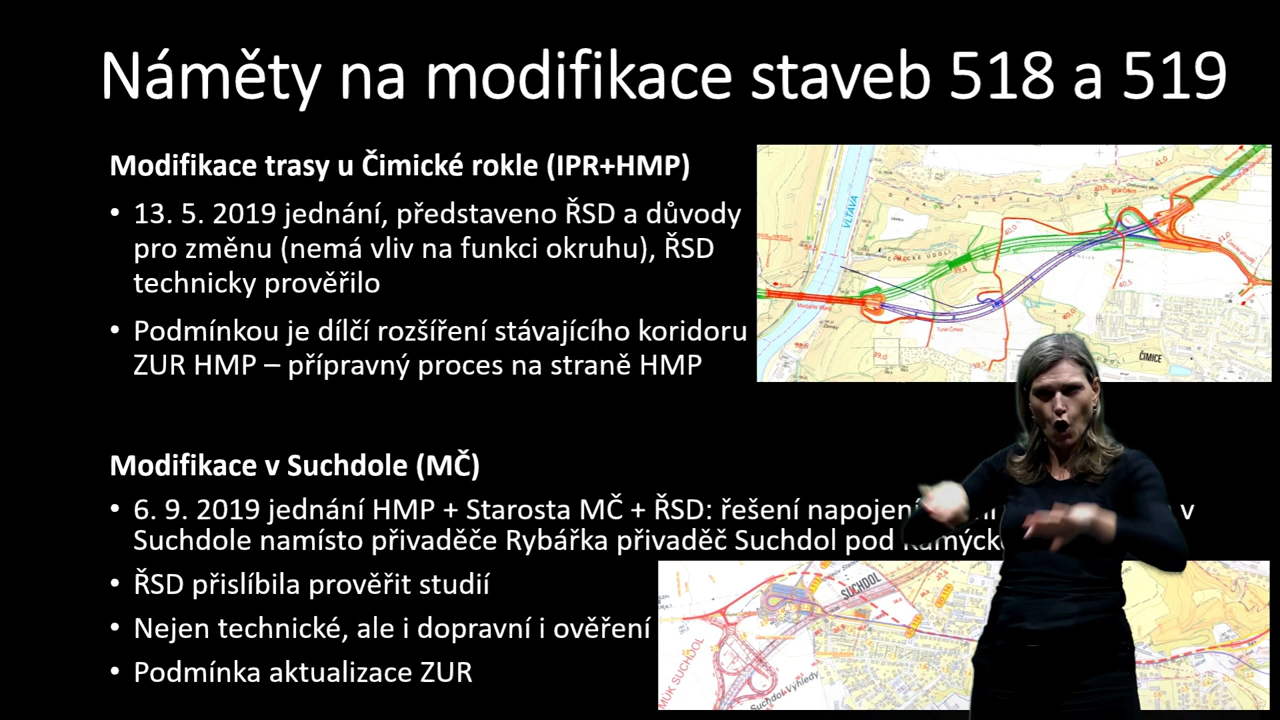 Náměty na modifikace staveb 518 a 519
Modifikace trasy u Čimické rokle (IPR+HMP)
• 13. 5. 2019 jednání, představeno ŘSD a důvody
pro změnu (nemá vliv na funkci okruhu), ŘSD
technicky prověřilo
• Podmínkou je dílčí rozšíření stávajícího koridoru
ZUR HMP – přípravný proces na straně HMP
VLTAVA
ČIMICE
Modifikace v Suchdole (MČ)
• 6. 9. 2019 jednání HMP + Starosta MČ + ŘSD: řešení napojení v
Suchdole namísto přivaděče Rybářka přivaděč Suchdol pod
• ŘSD přislíbila prověřit studií
• Nejen technické, ale i dopravní i ověření
• Podmínka aktualizace ZUR
SUCHDOL
MÚK SUCHDOL
Suchdol-Výhledy